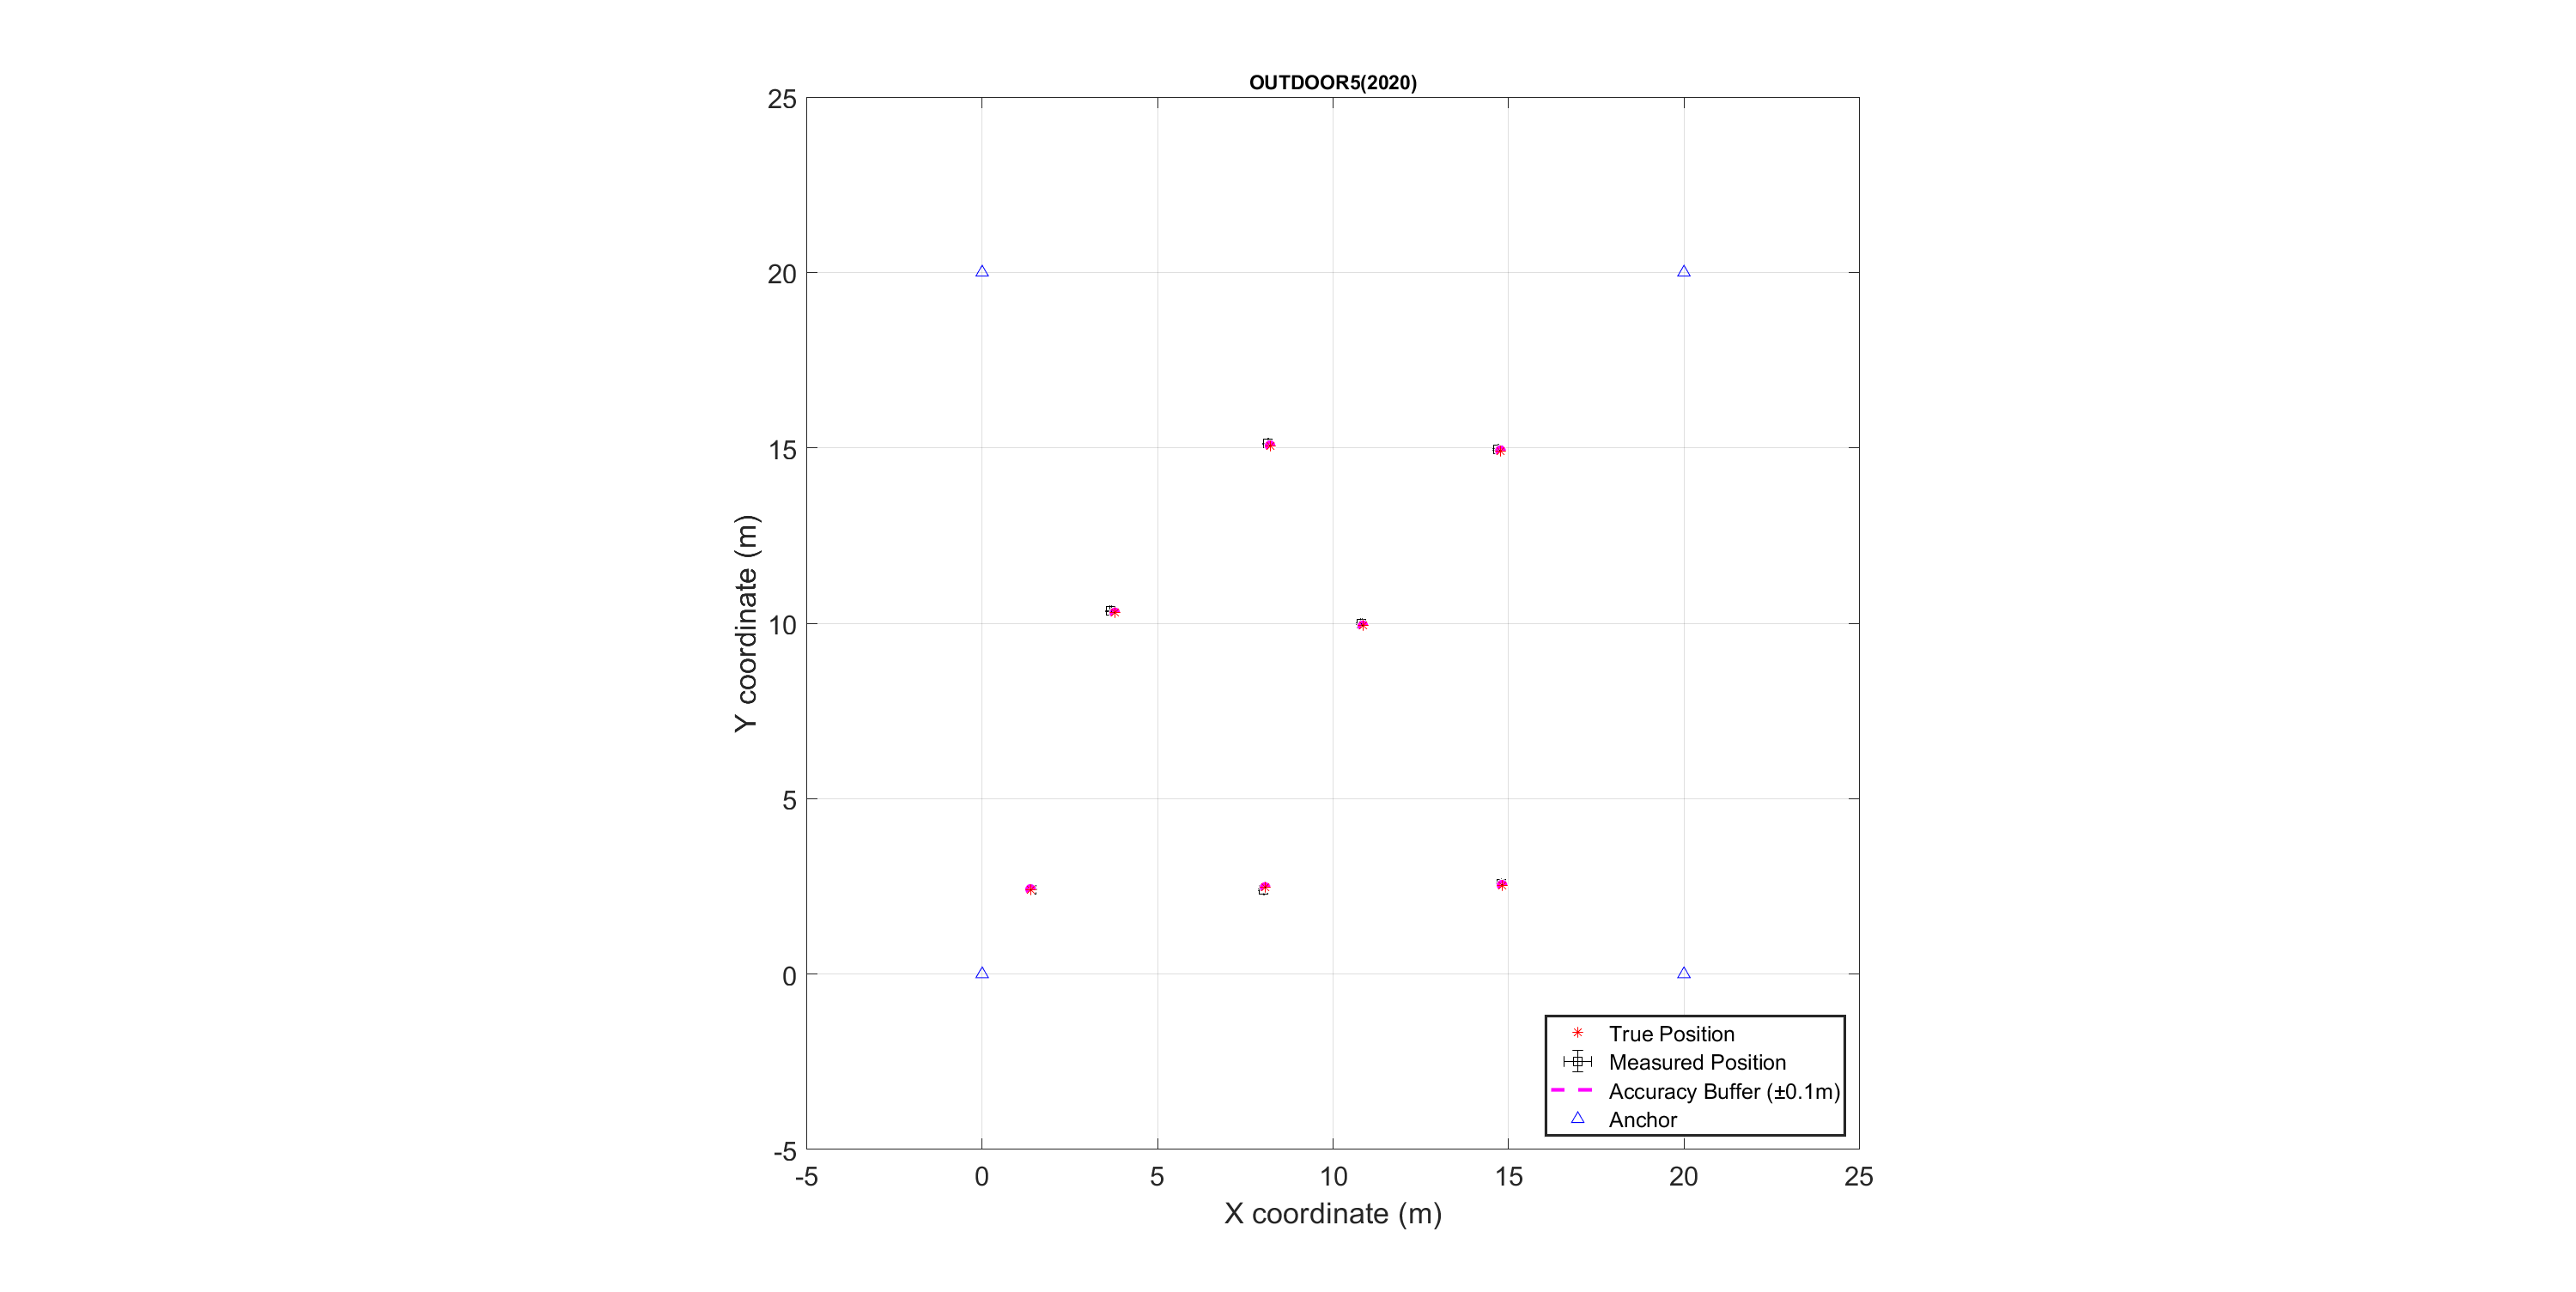 OUTDOOR5(2020)
25
20
15
10
5
0
-5
Y coordinate (m)
-5 0 5 10 15 20 25
X coordinate (m)
True Position
Measured Position
Accuracy Buffer (±0.1m)
Anchor